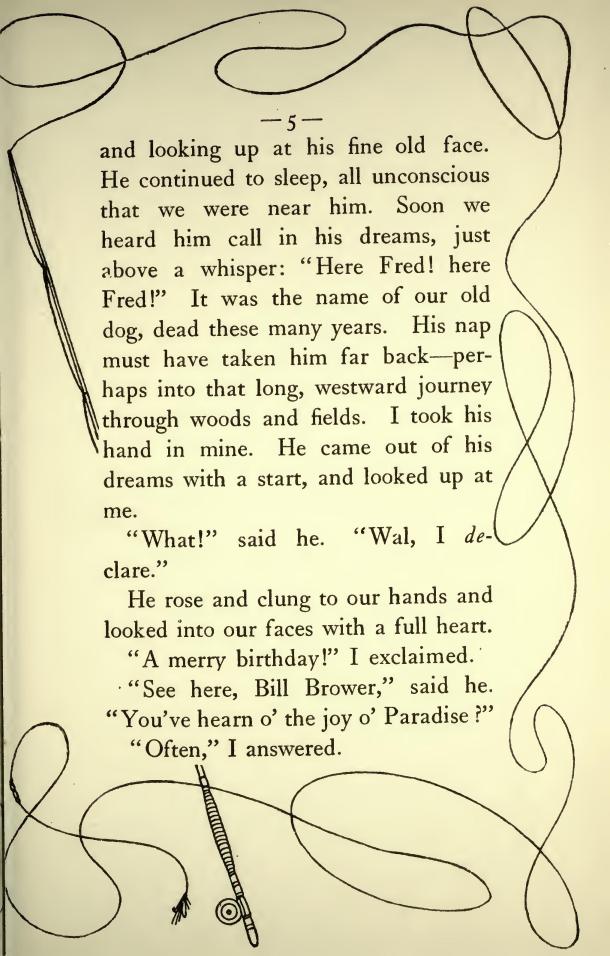 —5—
and looking up at his fine old face.
He continued to sleep, all unconscious
that we were near him. Soon we
heard him call in his dreams, just
above a whisper: “Here Fred! here
Fred!” It was the name of our old
dog, dead these many years. His nap
must have taken him far back—per-
haps into that long, westward journey
through woods and fields. I took his
hand in mine. He came out of his
dreams with a start, and looked up at
me.
“What!” said he. “Wal, I de-
clare.”
He rose and clung to our hands and
looked into our faces with a full heart.
“A merry birthday!” I exclaimed.
“See here, Bill Brower,” said he.
“You’ve hearn o’ the joy o’ Paradise?”
“Often,” I answered.